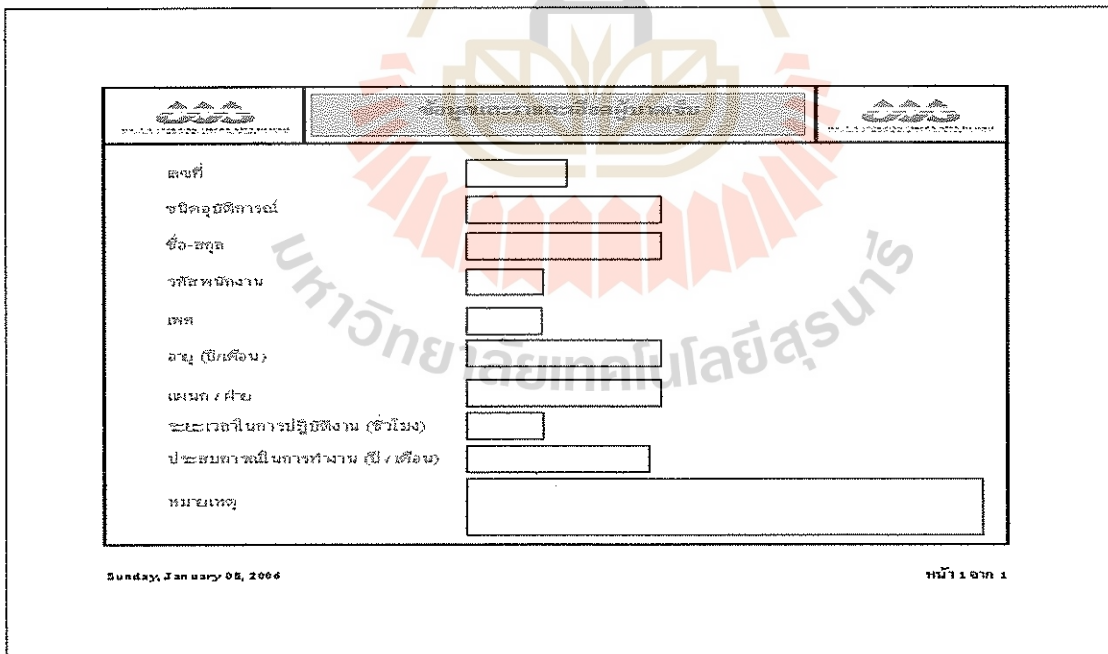 ข้อมูลและรายละเอียดผู้บาดเจ็บ
เลขที่
ชนิดอุบัติการณ์
ชื่อ-สกุล
รหัสพนักงาน
เพศ
อายุ (ปี/เดือน)
แผนก / ฝ่าย
ระยะเวลาในการปฏิบัติงาน (ชั่วโมง)
ประสบการณ์ในการทำงาน (ปี / เดือน)
หมายเหตุ
Sunday, January 08, 2006
หน้า 1 จาก 1
มหาวิทยาลัยเทคโนโลยีสุรนารี